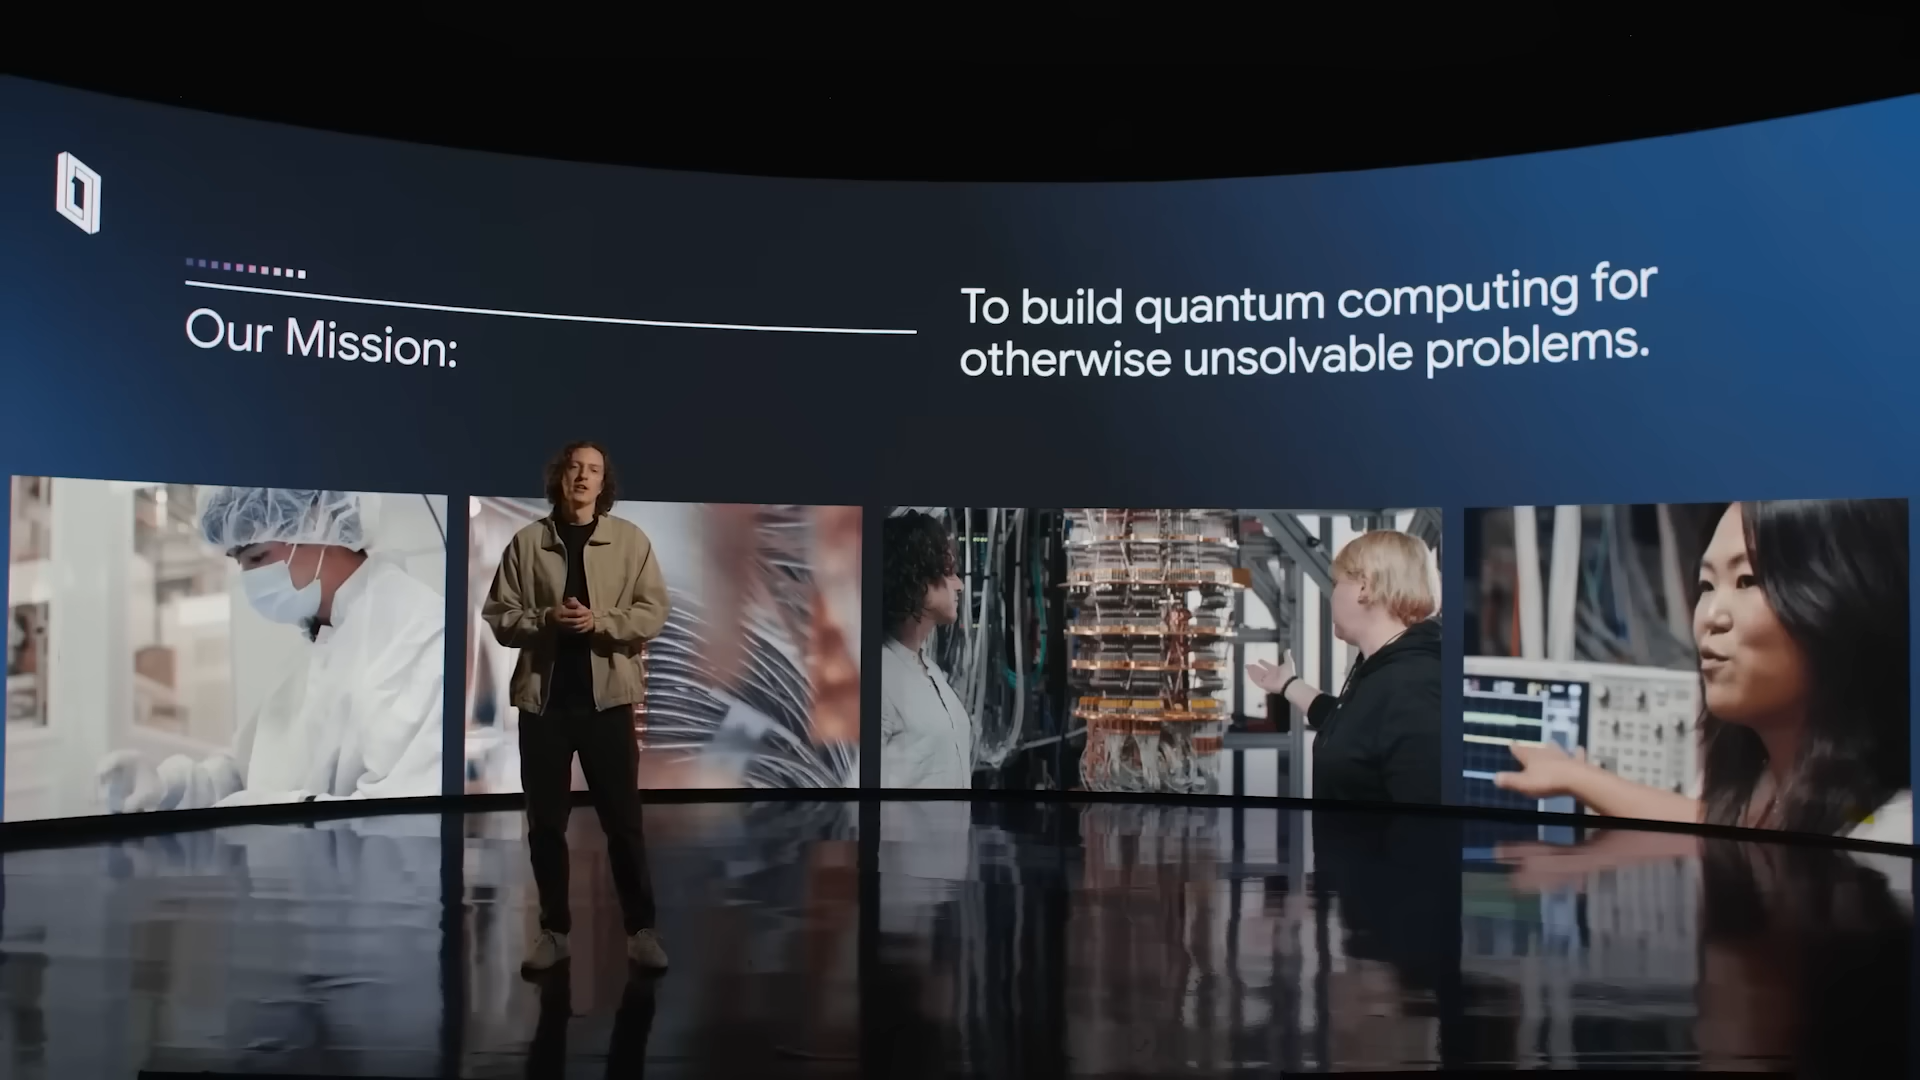 Our Mission:
To build quantum computing for
otherwise unsolvable problems.